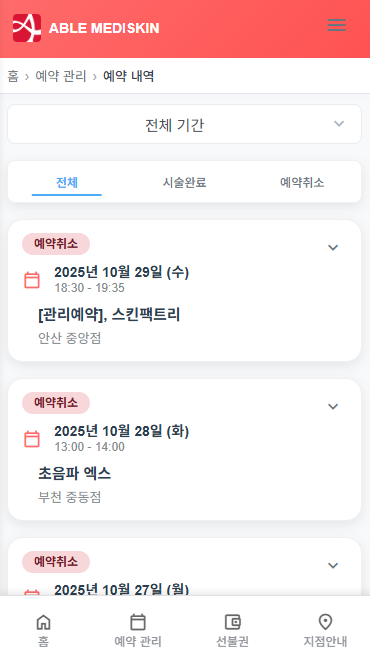 ABLE MEDISKIN
홈 › 예약 관리 › 예약 내역
전체 기간
전체 시술완료 예약취소
예약취소
2025년 10월 29일 (수)
18:30 - 19:35
[관리예약], 스킨팩트리
안산 중앙점
예약취소
2025년 10월 28일 (화)
13:00 - 14:00
초음파 엑스
부천 중동점
예약취소
2025년 10월 27일 (월)
홈 예약 관리 선불권 지점안내